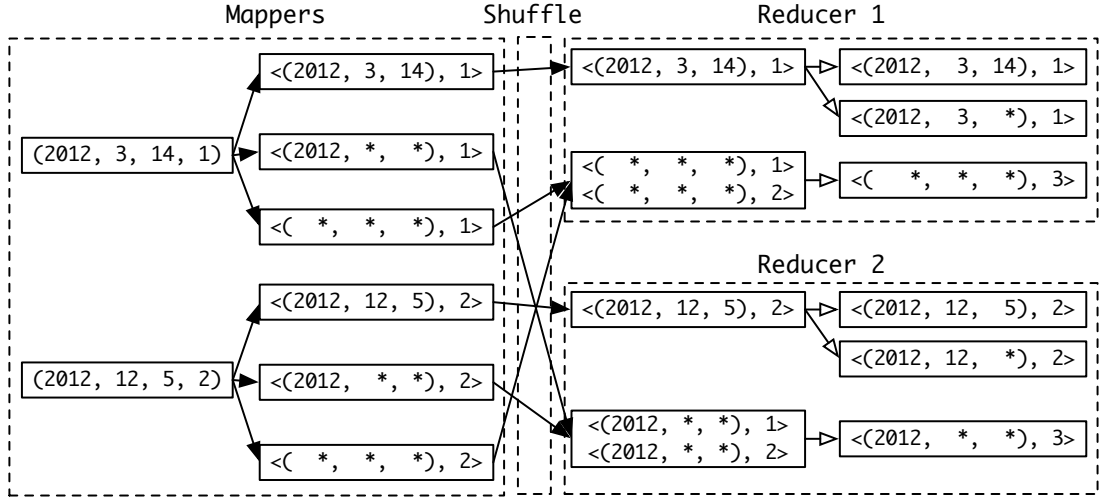 Mappers
Shuffle
Reducer 1
(2012, 3, 14, 1)
<(2012, 3, 14), 1>
<(2012, *, *), 1>
<( *, *, *), 1>
(2012, 12, 5, 2)
<(2012, 12, 5), 2>
<(2012, *, *), 2>
<( *, *, *), 2>
<(2012, 3, 14), 1>
<(2012, 3, 14), 1>
<(2012, 3, *), 1>
<( *, *, *), 1>
<( *, *, *), 2>
<( *, *, *), 3>
Reducer 2
<(2012, 12, 5), 2>
<(2012, 12, 5), 2>
<(2012, 12, *), 2>
<(2012, *, *), 1>
<(2012, *, *), 2>
<(2012, *, *), 3>